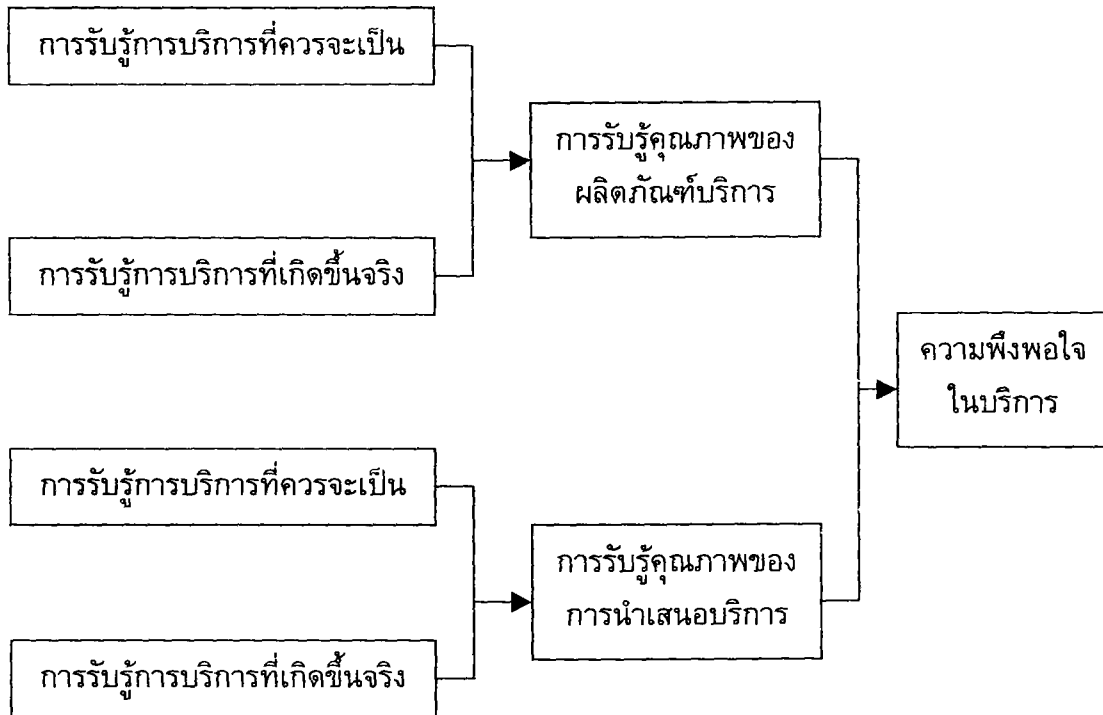 การรับรู้การบริการที่ควรจะเป็น
การรับรู้คุณภาพของ
ผลิตภัณฑ์บริการ
การรับรู้การบริการที่เกิดขึ้นจริง
ความพึงพอใจ
ในบริการ
การรับรู้การบริการที่ควรจะเป็น
การรับรู้คุณภาพของ
การนำเสนอบริการ
การรับรู้การบริการที่เกิดขึ้นจริง